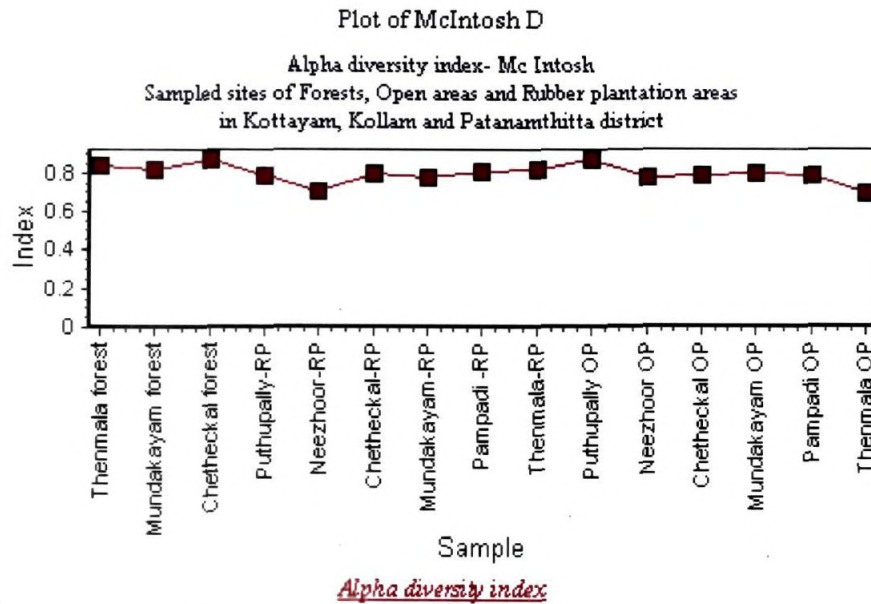 Plot of McIntosh D
Alpha diversity index- Mc Intosh
Sampled sites of Forests, Open areas and Rubber plantation areas
in Kottayam, Kollam and Patanamthitta district
Index
0.8
0.6
0.4
0.2
0
Thenmala forest
Mundakayam forest
Chetheckal forest
Puthupally-RP
Neezhoor-RP
Chetheckal-RP
Mundakayam-RP
Pampadi -RP
Thenmala-RP
Puthupally OP
Neezhoor OP
Chetheckal OP
Mundakayam OP
Pampadi OP
Thenmala OP
Sample
Alpha diversity index